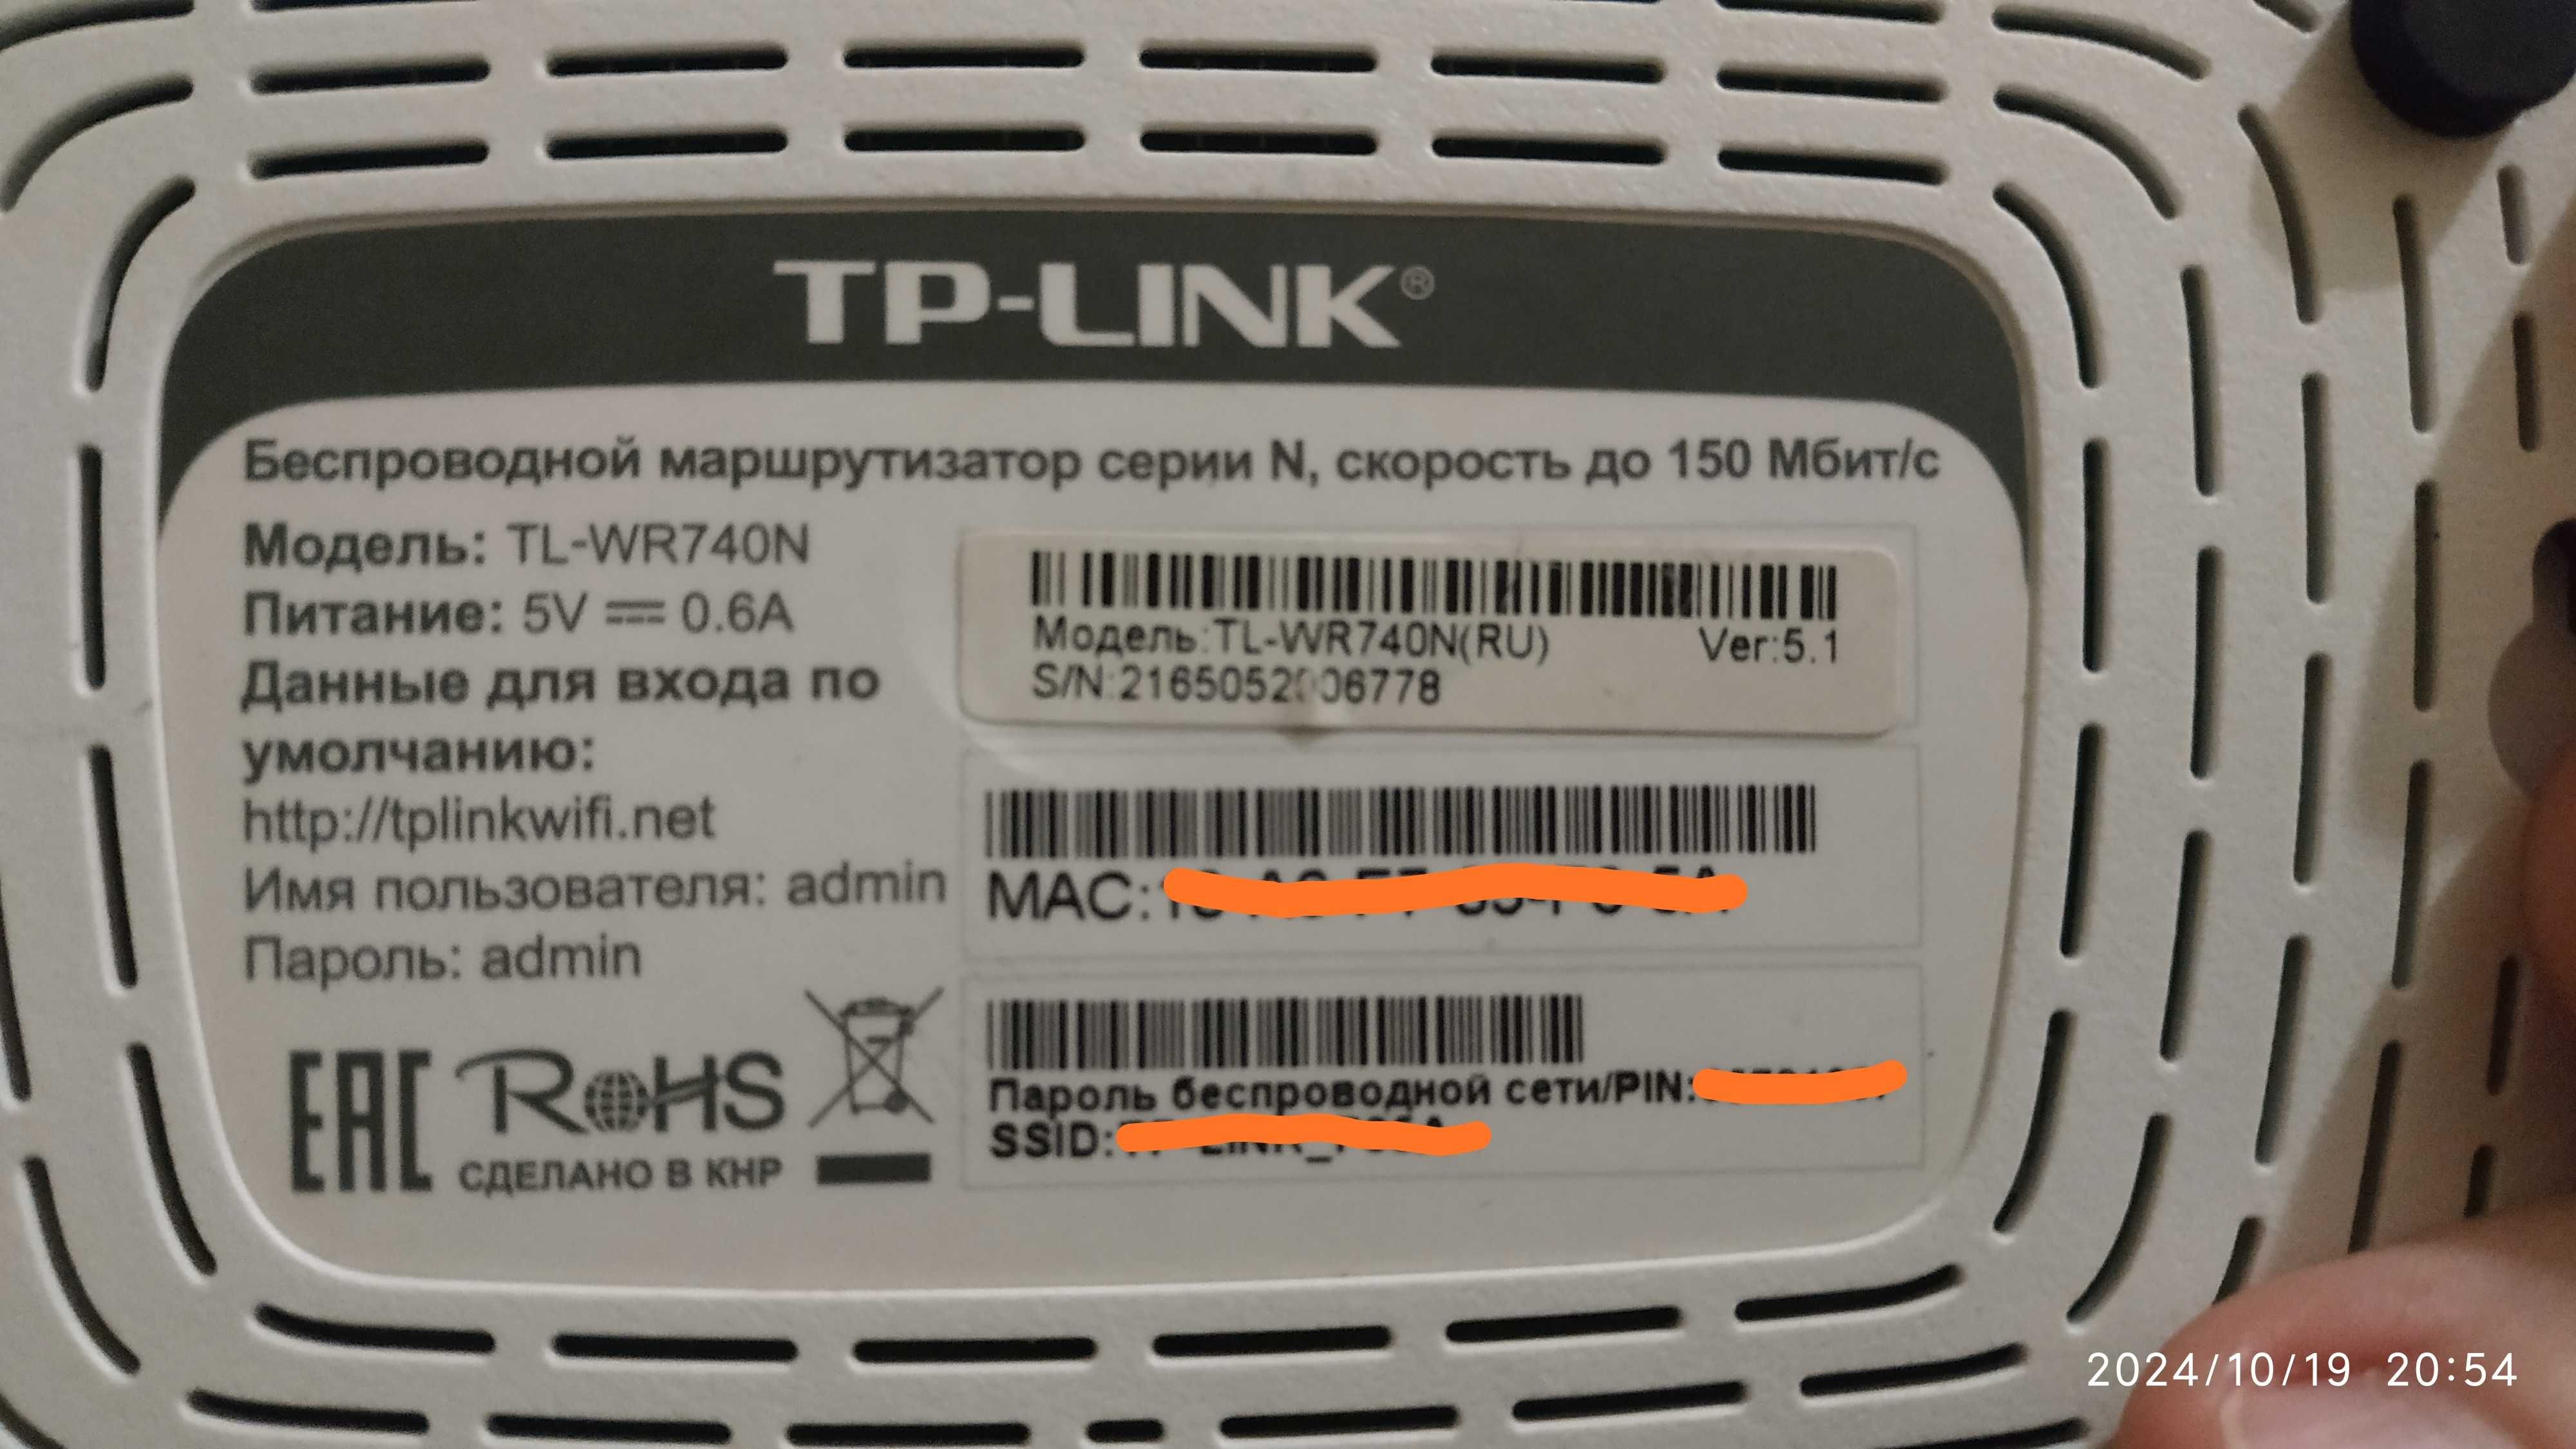 TP-LINK®
Беспроводной маршрутизатор серии N, скорость до 150 Мбит/с
Модель: TL-WR740N
Питание: 5V 0.6A
Данные для входа по
умолчанию:
http://tplinkwifi.net
Имя пользователя: admin
Пароль: admin
EAC RoHS
СДЕЛАНО В КНР
Модель:TL-WR740N(RU) Ver:5.1
S/N:
MAC:
Пароль беспроводной сети/PIN:
SSID:
2024/10/19 20:54